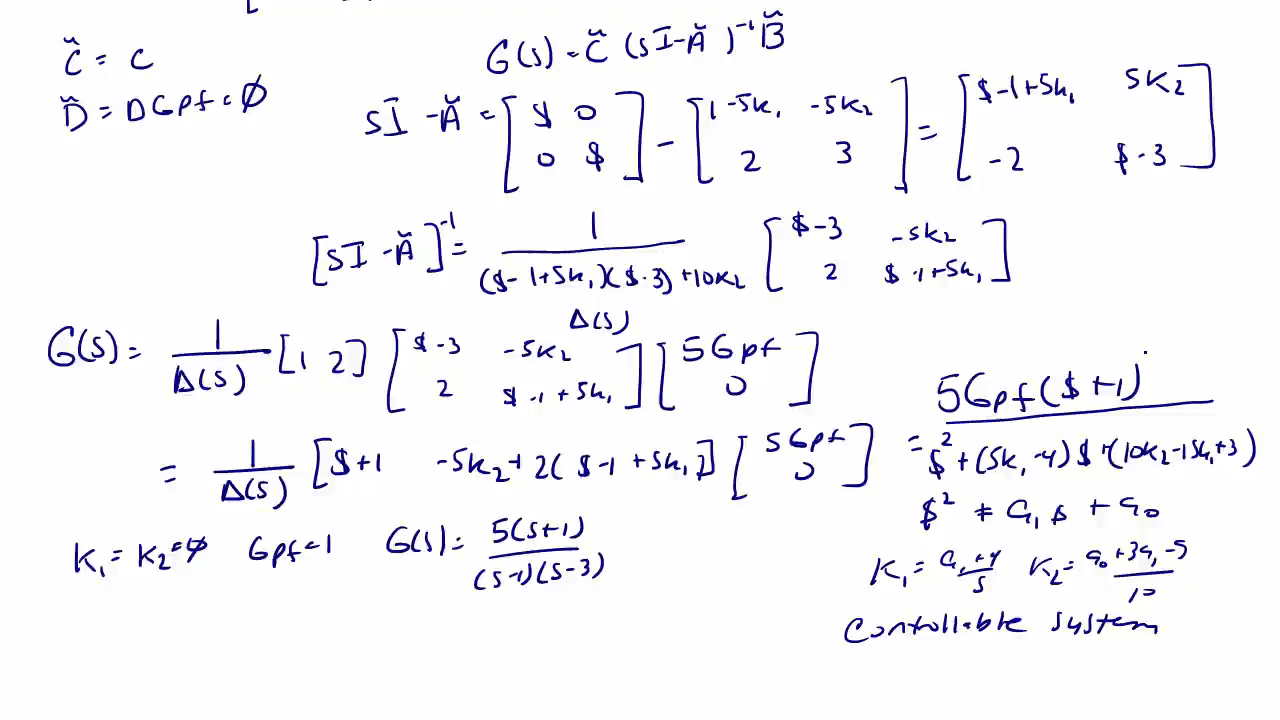 C̆ = C
G(s) = C̆ (sI-Ă)⁻¹ B̆
D̆ = D Gpf = ∅
sI - Ă = [s 0; 0 s] - [1-5k₁ -5k₂; 2 3] = [s-1+5k₁ 5k₂; -2 s-3]
[sI - Ă]⁻¹ = 1/((s-1+5k₁)(s-3)+10k₂) [s-3 -5k₂; 2 s-1+5k₁]
Δ(s)
G(s) = 1/Δ(s) [1 2] [s-3 -5k₂; 2 s-1+5k₁] [5Gpf; 0]
= 1/Δ(s) [s+1 -5k₂+2(s-1+5k₁)] [5Gpf; 0] = 5Gpf(s+1)/(s²+(5k₁-4)s+(10k₂-15k₁+3))
s² + a₁s + a₀
k₁ = k₂ = ∅ Gpf = 1 G(s) = 5(s+1)/((s-1)(s-3))
k₁ = (a₁+4)/5 k₂ = (a₀+3a₁-5)/10
Controllable system